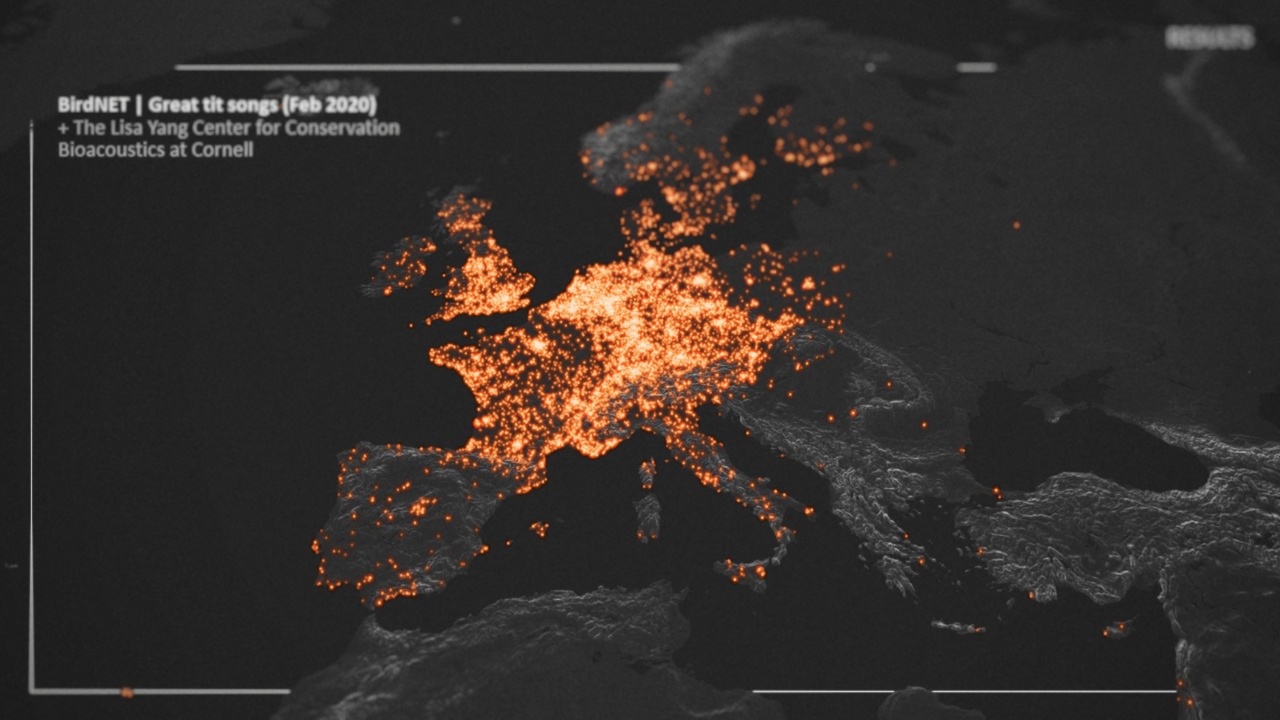 BirdNET | Great tit songs (Feb 2020)
+ The Lisa Yang Center for Conservation
Bioacoustics at Cornell
RESULTS